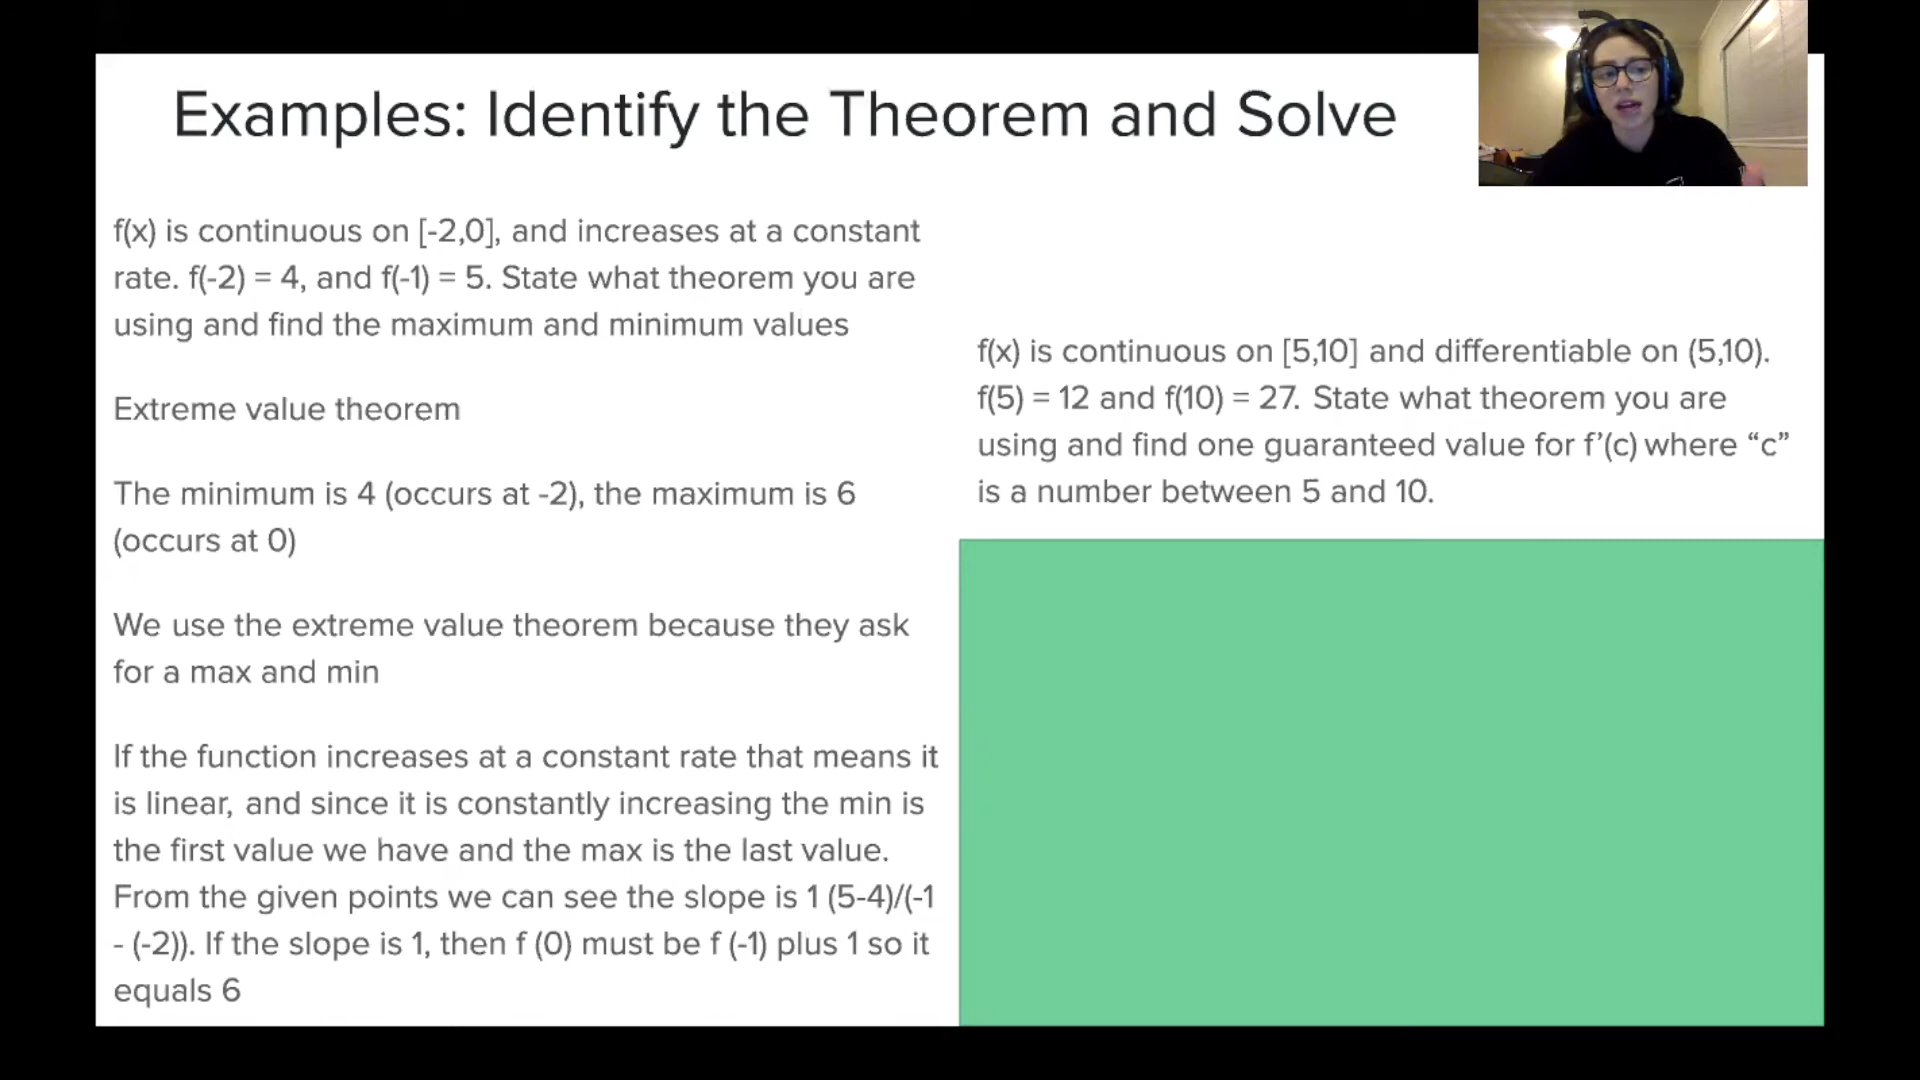 Examples: Identify the Theorem and Solve
f(x) is continuous on [-2,0], and increases at a constant
rate. f(-2) = 4, and f(-1) = 5. State what theorem you are
using and find the maximum and minimum values
Extreme value theorem
The minimum is 4 (occurs at -2), the maximum is 6
(occurs at 0)
We use the extreme value theorem because they ask
for a max and min
If the function increases at a constant rate that means it
is linear, and since it is constantly increasing the min is
the first value we have and the max is the last value.
From the given points we can see the slope is 1 (5-4)/(-1
- (-2)). If the slope is 1, then f (0) must be f (-1) plus 1 so it
equals 6
f(x) is continuous on [5,10] and differentiable on (5,10).
f(5) = 12 and f(10) = 27. State what theorem you are
using and find one guaranteed value for f’(c) where “c”
is a number between 5 and 10.